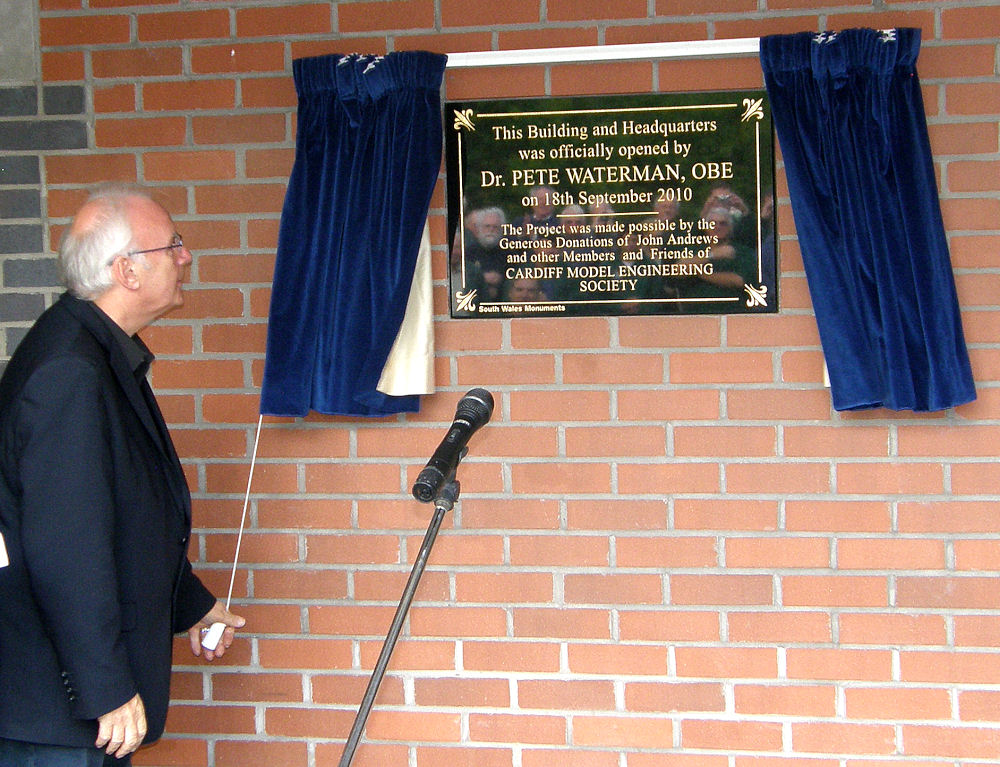 This Building and Headquarters
was officially opened by
Dr. PETE WATERMAN, OBE
on 18th September 2010
The Project was made possible by the
Generous Donations of John Andrews
and other Members and Friends of
CARDIFF MODEL ENGINEERING
SOCIETY
South Wales Monuments